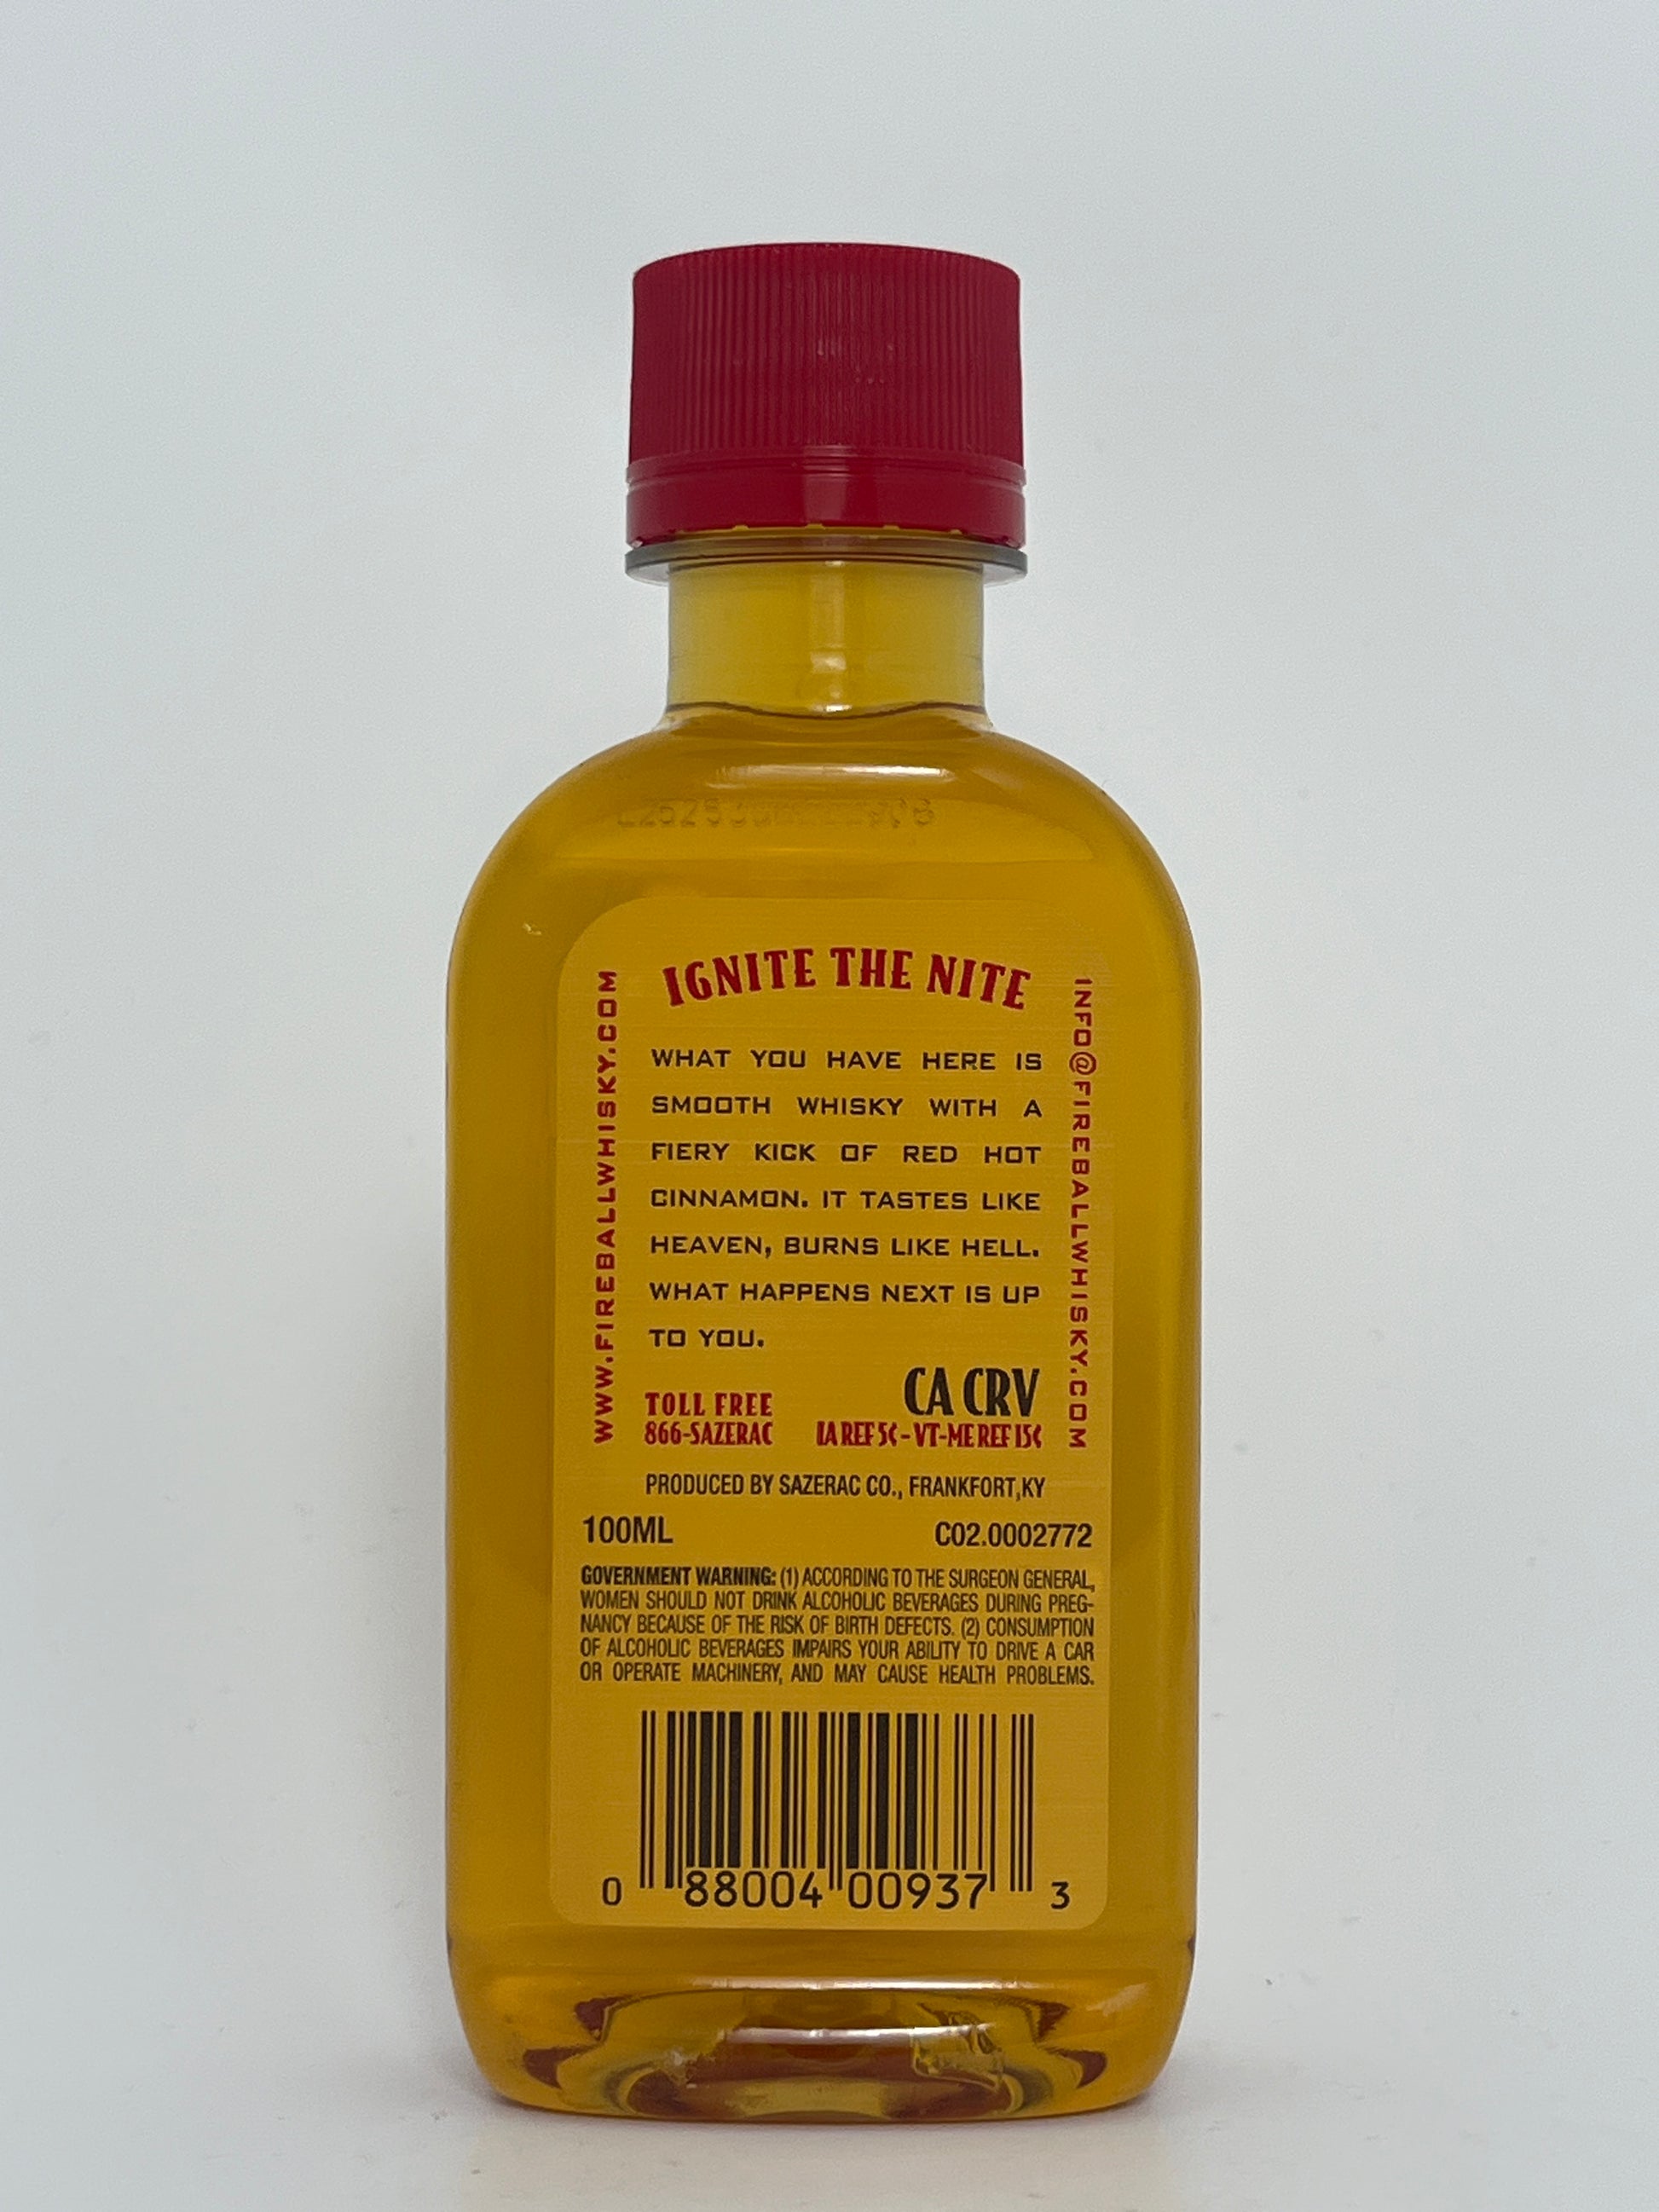 IGNITE THE NITE
WWW.FIREBALLWHISKY.COM
INFO@FIREBALLWHISKY.COM
WHAT YOU HAVE HERE IS
SMOOTH WHISKY WITH A
FIERY KICK OF RED HOT
CINNAMON. IT TASTES LIKE
HEAVEN, BURNS LIKE HELL.
WHAT HAPPENS NEXT IS UP
TO YOU.
CA CRV
TOLL FREE
866-SAZERAC
IA REF 5¢ - VT-ME REF 15¢
PRODUCED BY SAZERAC CO., FRANKFORT,KY
100ML
C02.0002772
GOVERNMENT WARNING: (1) ACCORDING TO THE SURGEON GENERAL,
WOMEN SHOULD NOT DRINK ALCOHOLIC BEVERAGES DURING PREG-
NANCY BECAUSE OF THE RISK OF BIRTH DEFECTS. (2) CONSUMPTION
OF ALCOHOLIC BEVERAGES IMPAIRS YOUR ABILITY TO DRIVE A CAR
OR OPERATE MACHINERY, AND MAY CAUSE HEALTH PROBLEMS.
0 88004 00937 3